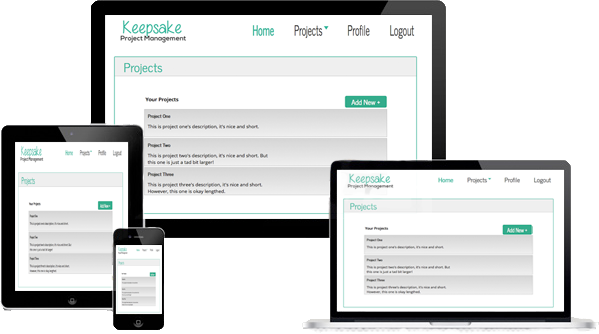 Keepsake
Project Management
Home Projects Profile Logout
Projects
Your Projects
Add New +
Project One
This is project one's description, it's nice and short.
Project Two
This is project two's description, it's nice and short. But
this one is just a tad bit larger!
Project Three
This is project three's description, it's nice and short.
However, this one is okay lengthed.
Keepsake
Project Management
Home Projects Profile Logout
Projects
Your Projects
Add New +
Keepsake
Project Management
Home Projects Profile Logout
Projects
Your Projects
Add New +
Project One
This is project one's description, it's nice and short.
Project Two
This is project two's description, it's nice and short. But
this one is just a tad bit larger!
Project Three
This is project three's description, it's nice and short.
However, this one is okay lengthed.